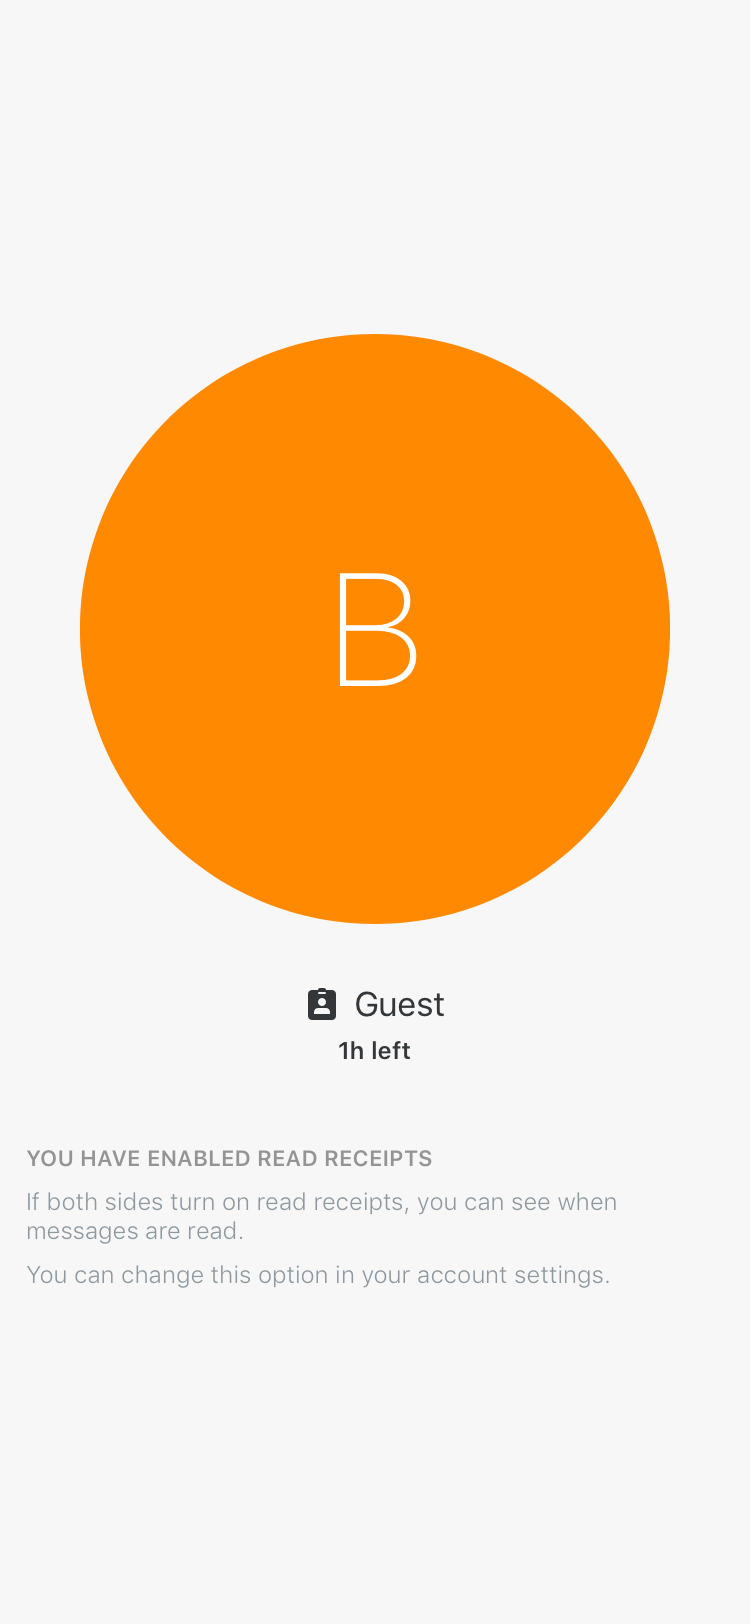 B
Guest
1h left
YOU HAVE ENABLED READ RECEIPTS
If both sides turn on read receipts, you can see when
messages are read.
You can change this option in your account settings.